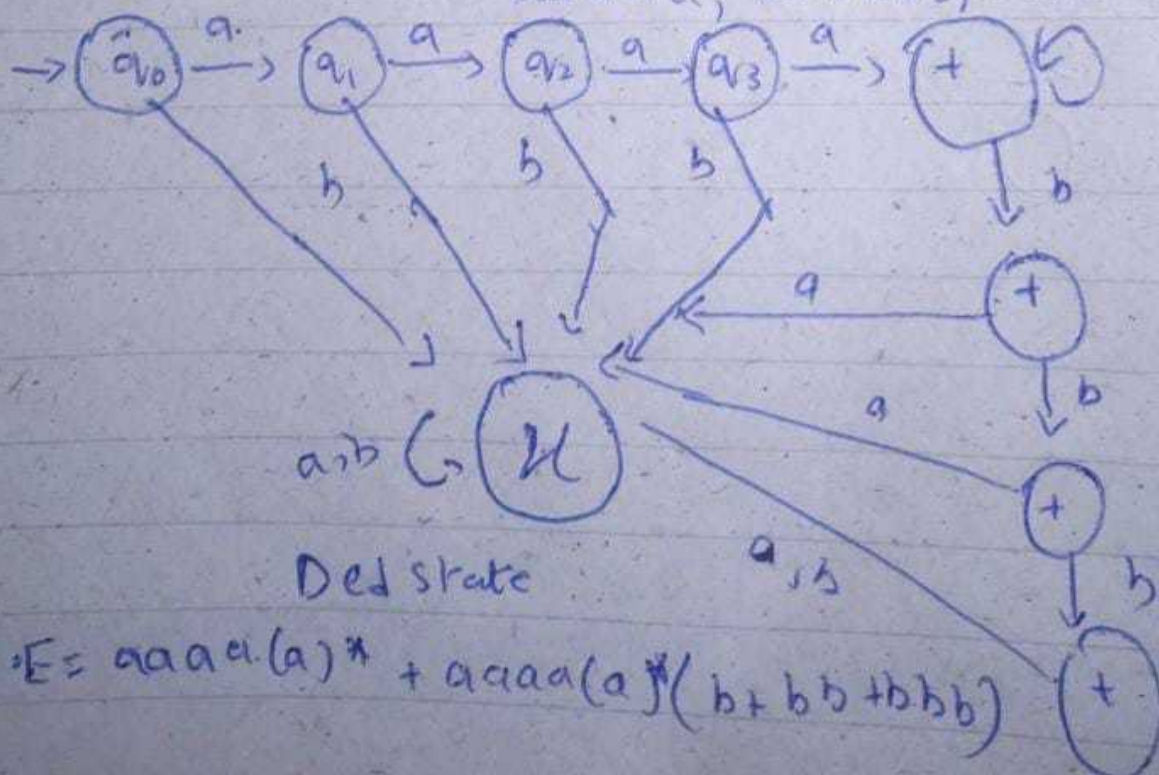 q0 a. q1 a q2 a q3 a +
b b b b
a +
b
a
a,b x +
b
a,b
Ded state
E = aaaa.(a)* + aaaa(a)*(b+bb+bbb) +